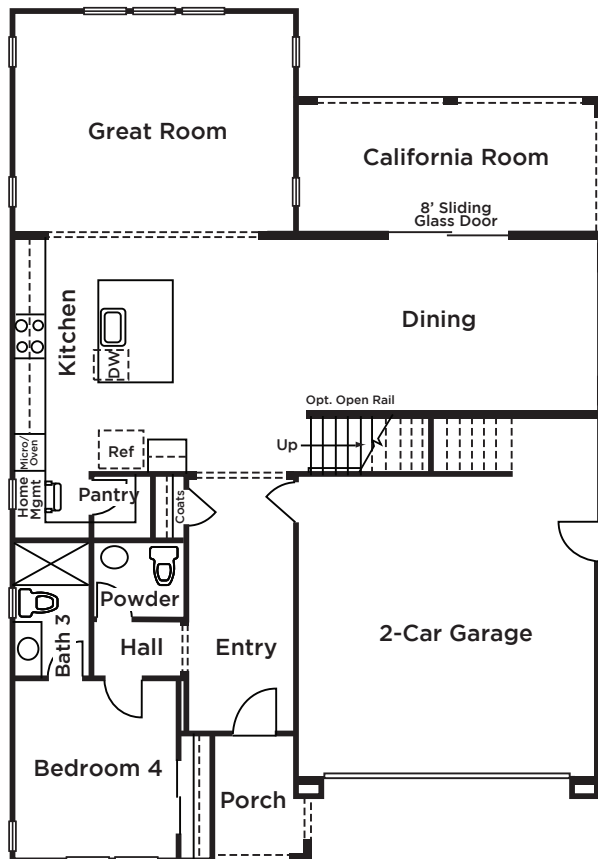 Great Room
California Room
8’ Sliding
Glass Door
Kitchen
Dining
DW
Opt. Open Rail
Micro/
Oven
Ref
Up
Home
Mgmt
Pantry
Coats
Powder
Bath 3
Hall
Entry
2-Car Garage
Bedroom 4
Porch